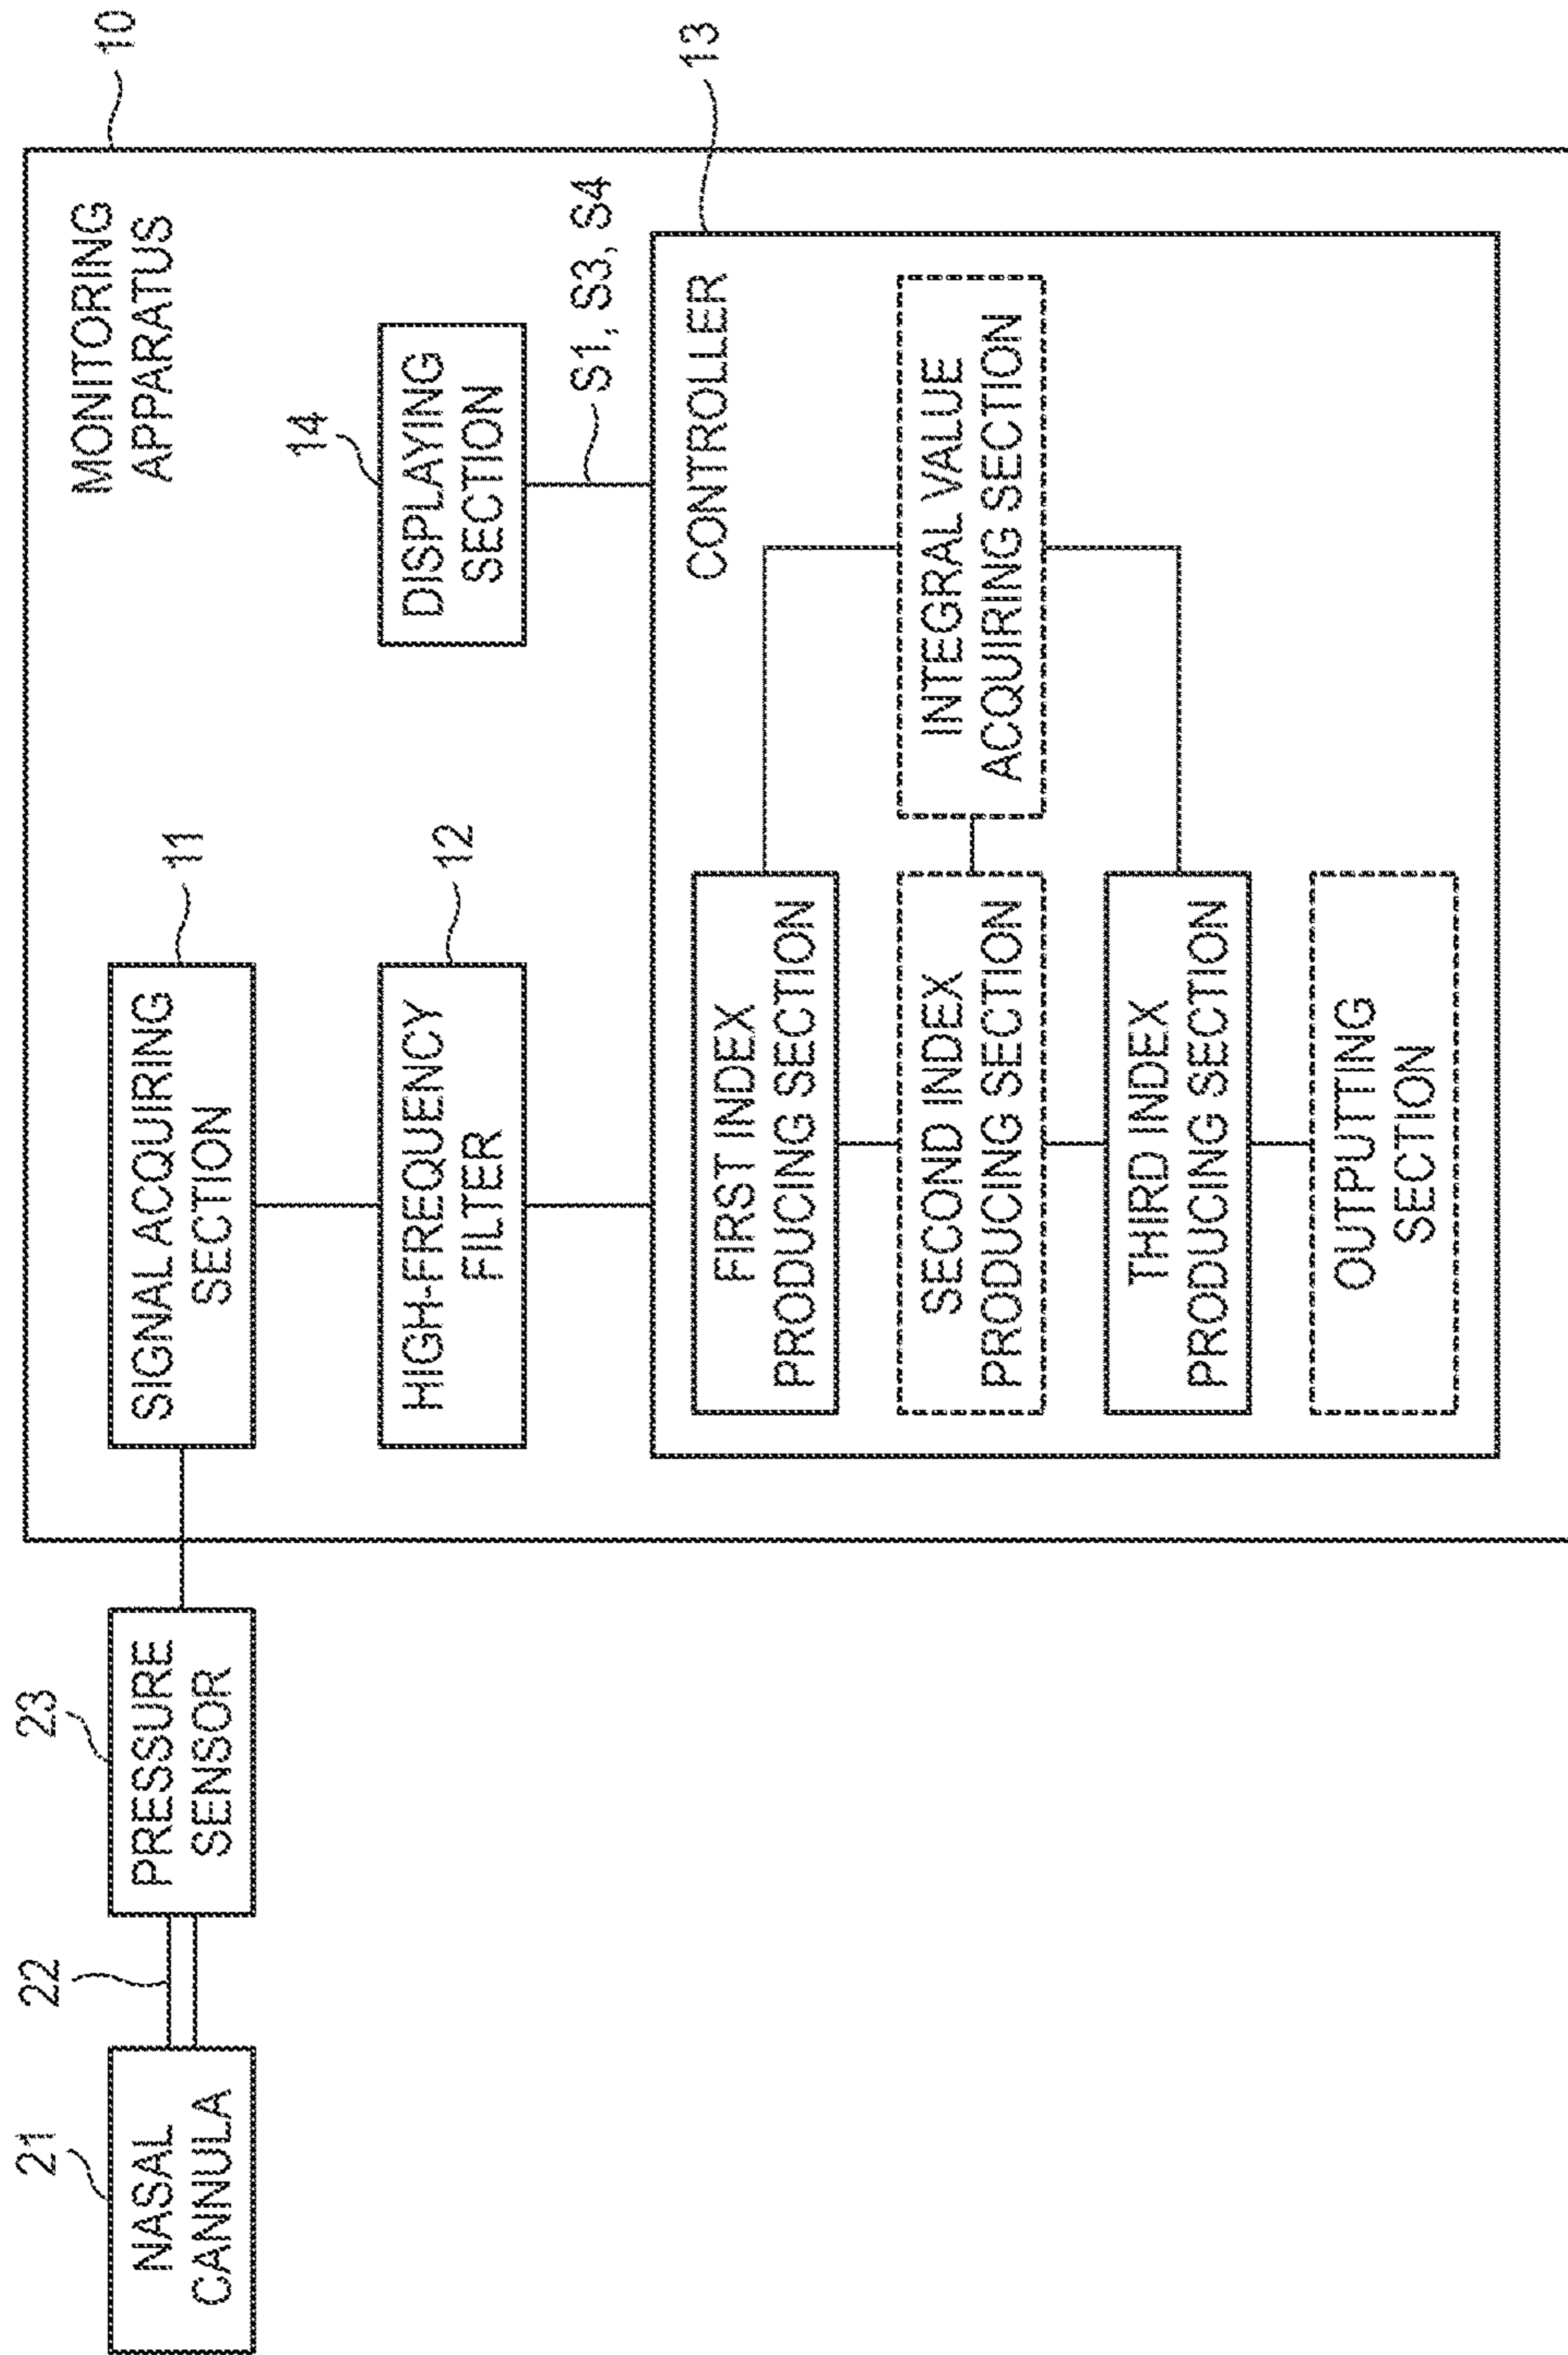 10
MONITORING
APPARATUS
21
NASAL
CANNULA
22
23
PRESSURE
SENSOR
SIGNAL ACQUIRING
SECTION
11
HIGH-FREQUENCY
FILTER
12
14
DISPLAYING
SECTION
S1, S3, S4
13
CONTROLLER
FIRST INDEX
PRODUCING SECTION
SECOND INDEX
PRODUCING SECTION
INTEGRAL VALUE
ACQUIRING SECTION
THIRD INDEX
PRODUCING SECTION
OUTPUTTING
SECTION